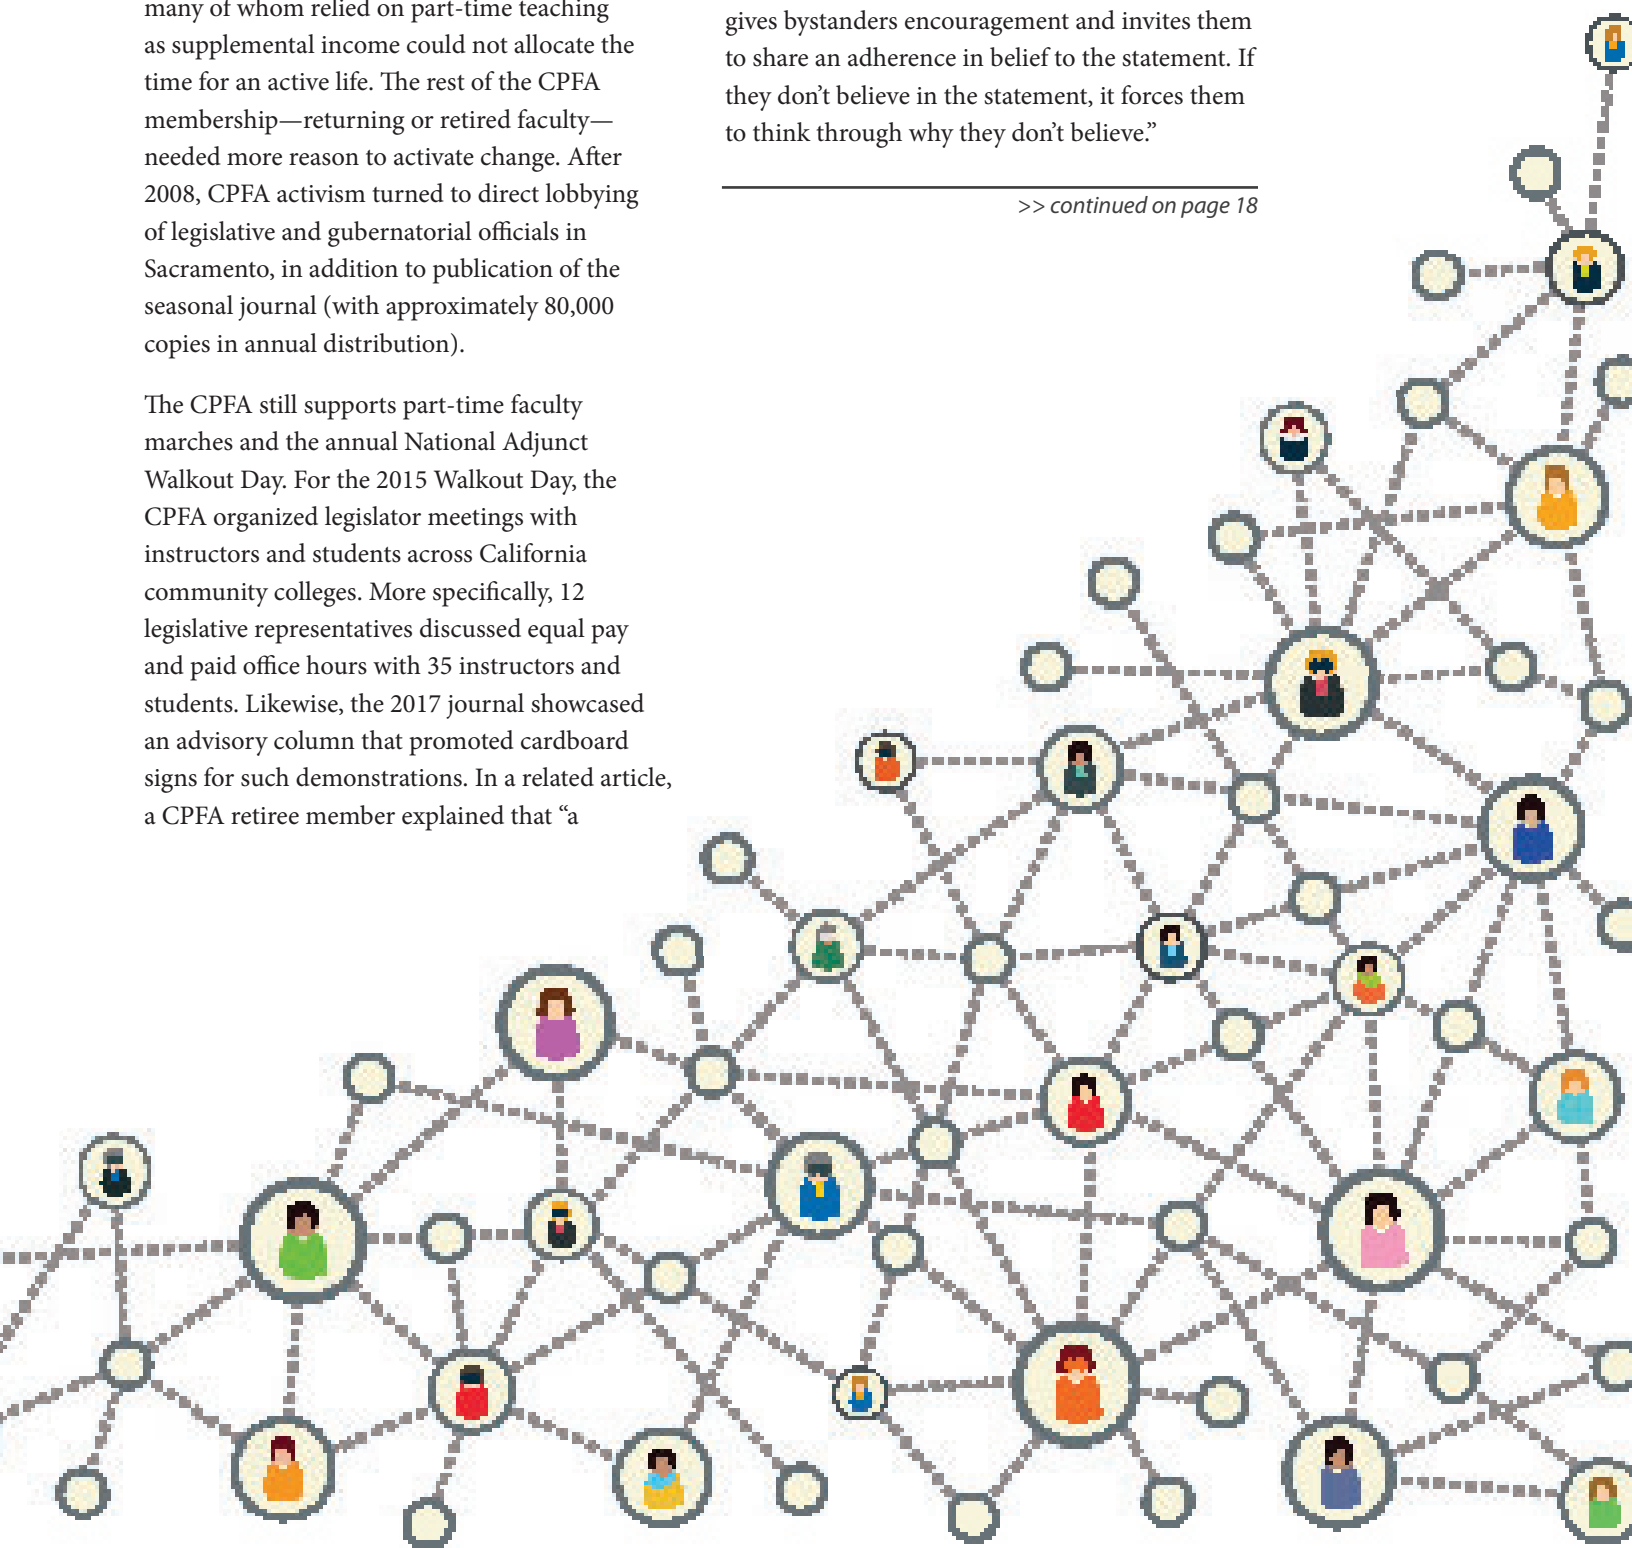 many of whom relied on part-time teaching
as supplemental income could not allocate the
time for an active life. The rest of the CPFA
membership—returning or retired faculty—
needed more reason to activate change. After
2008, CPFA activism turned to direct lobbying
of legislative and gubernatorial officials in
Sacramento, in addition to publication of the
seasonal journal (with approximately 80,000
copies in annual distribution).
The CPFA still supports part-time faculty
marches and the annual National Adjunct
Walkout Day. For the 2015 Walkout Day, the
CPFA organized legislator meetings with
instructors and students across California
community colleges. More specifically, 12
legislative representatives discussed equal pay
and paid office hours with 35 instructors and
students. Likewise, the 2017 journal showcased
an advisory column that promoted cardboard
signs for such demonstrations. In a related article,
a CPFA retiree member explained that “a
gives bystanders encouragement and invites them
to share an adherence in belief to the statement. If
they don’t believe in the statement, it forces them
to think through why they don’t believe.”
>> continued on page 18